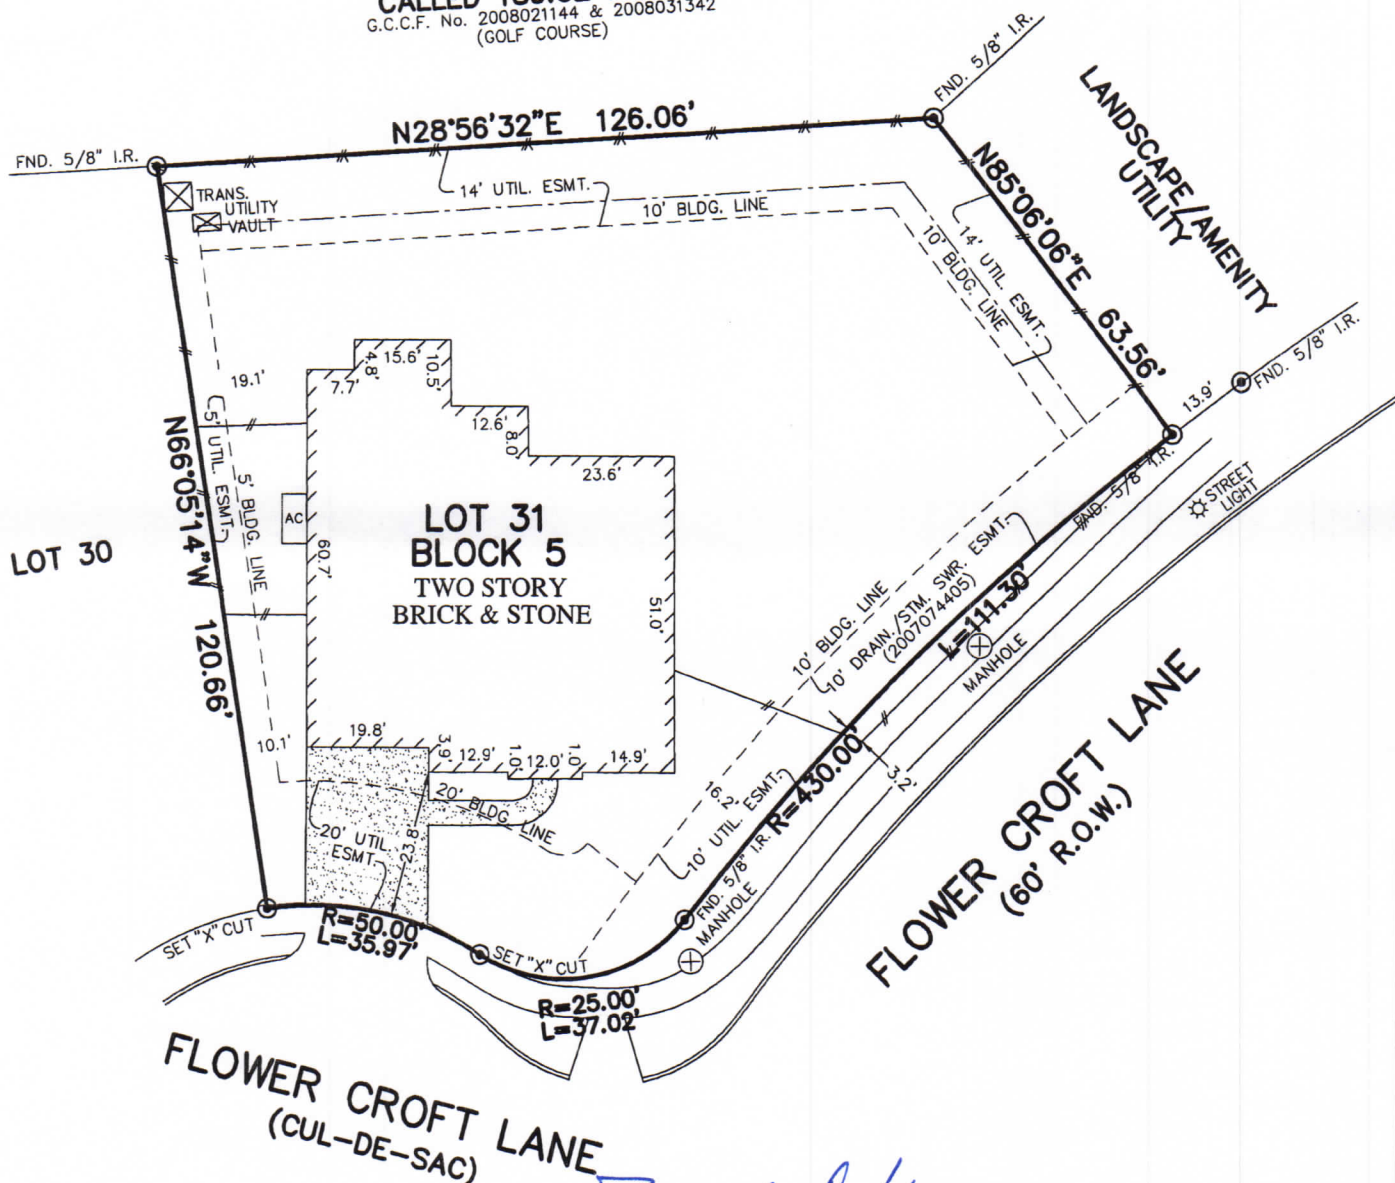 G.C.C.F. No. 2008021144 & 2008031342
(GOLF COURSE)
FND. 5/8" I.R.
N28°56'32"E 126.06'
FND. 5/8" I.R.
LANDSCAPE/AMENITY
UTILITY
TRANS.
UTILITY
VAULT
14' UTIL. ESMT.
10' BLDG. LINE
N85°06'06"E 63.56'
14' UTIL. ESMT.
10' BLDG. LINE
13.9'
FND. 5/8" I.R.
FND. 5/8" I.R.
STREET
LIGHT
LOT 30
N66°05'14"W 120.66'
5' UTIL. ESMT.
5' BLDG. LINE
19.1'
7.7'
4.8'
15.6'
10.5'
12.6'
8.0'
23.6'
AC
60.7'
51.0'
LOT 31
BLOCK 5
TWO STORY
BRICK & STONE
10' BLDG. LINE
10' DRAIN./STM. SWR. ESMT.
(2007074405)
L=111.30'
R=430.00'
MANHOLE
3.2'
16.2'
10' UTIL. ESMT.
10.1'
19.8'
3.9'
12.9'
1.0'
12.0'
1.0'
14.9'
20' BLDG LINE
20' UTIL.
ESMT.
23.8'
FND. 5/8" I.R.
MANHOLE
SET "X" CUT
R=50.00'
L=35.97'
SET "X" CUT
R=25.00'
L=37.02'
FLOWER CROFT LANE
(60' R.O.W.)
FLOWER CROFT LANE
(CUL-DE-SAC)